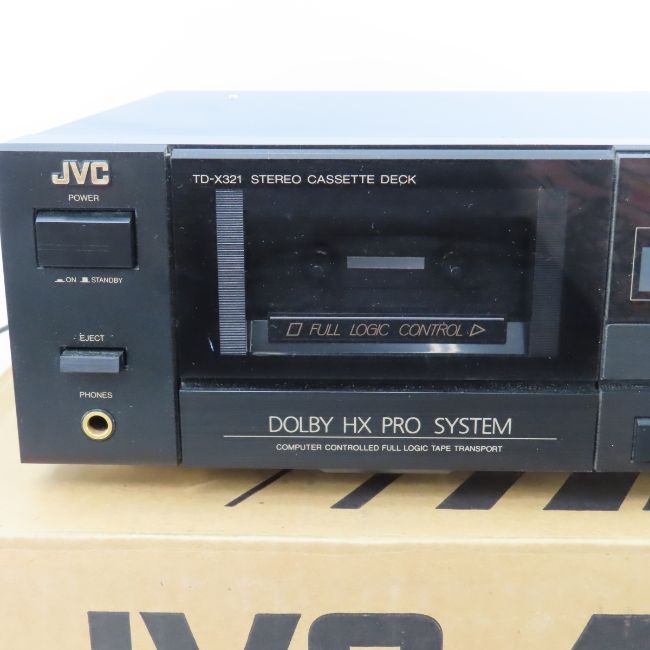 JVC
POWER
ON STANDBY
EJECT
PHONES
TD-X321 STEREO CASSETTE DECK
FULL LOGIC CONTROL
DOLBY HX PRO SYSTEM
COMPUTER CONTROLLED FULL LOGIC TAPE TRANSPORT
JVC